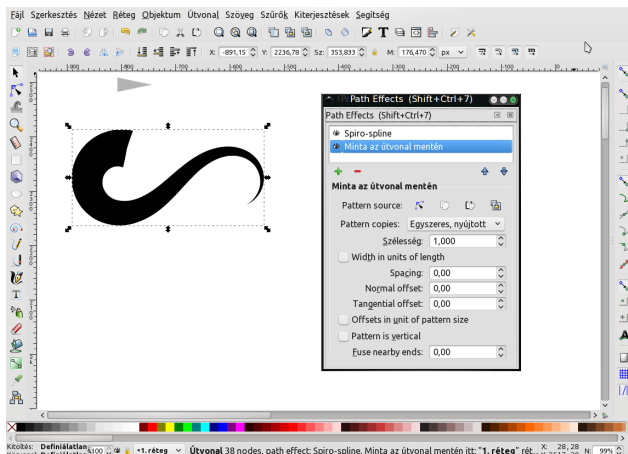 Fájl Szerkesztés Nézet Réteg Objektum Útvonal Szöveg Szűrők Kiterjesztések Segítség
X: -891,15 Y: 2236,78 Sz: 353,833 M: 176,470 px
Path Effects (Shift+Ctrl+7)
Path Effects (Shift+Ctrl+7)
Spiro-spline
Minta az útvonal mentén
Minta az útvonal mentén
Pattern source:
Pattern copies: Egyszeres, nyújtott
Szélesség: 1,000
Width in units of length
Spacing: 0,00
Normal offset: 0,00
Tangential offset: 0,00
Offsets in unit of pattern size
Pattern is vertical
Fuse nearby ends: 0,00
Kitöltés: Definiálatlan 100 •1. réteg Útvonal 38 nodes, path effect: Spiro-spline, Minta az útvonal mentén itt: "1. réteg" rét. X: 28,28 N: 99%